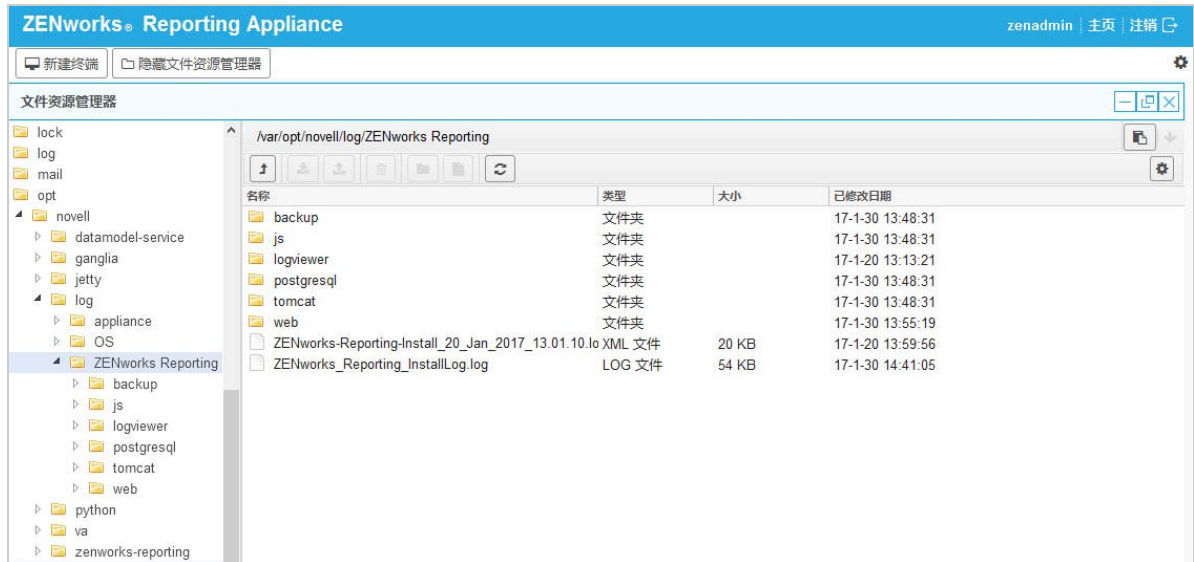 ZENworks® Reporting Appliance
zenadmin 主页 注销
新建终端 隐藏文件资源管理器
文件资源管理器
lock
log
mail
opt
novell
datamodel-service
ganglia
jetty
log
appliance
OS
ZENworks Reporting
backup
js
logviewer
postgresql
tomcat
web
python
va
zenworks-reporting
/var/opt/novell/log/ZENworks Reporting
名称 类型 大小 已修改日期
backup 文件夹 17-1-30 13:48:31
js 文件夹 17-1-30 13:48:31
logviewer 文件夹 17-1-20 13:13:21
postgresql 文件夹 17-1-30 13:48:31
tomcat 文件夹 17-1-30 13:48:31
web 文件夹 17-1-30 13:55:19
ZENworks-Reporting-Install_20_Jan_2017_13.01.10.lo XML 文件 20 KB 17-1-20 13:59:56
ZENworks_Reporting_InstallLog.log LOG 文件 54 KB 17-1-30 14:41:05